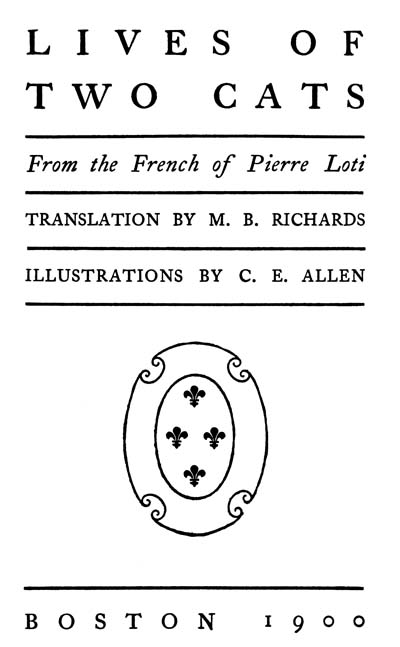 LIVES OF
TWO CATS
From the French of Pierre Loti
TRANSLATION BY M. B. RICHARDS
ILLUSTRATIONS BY C. E. ALLEN
BOSTON 1900